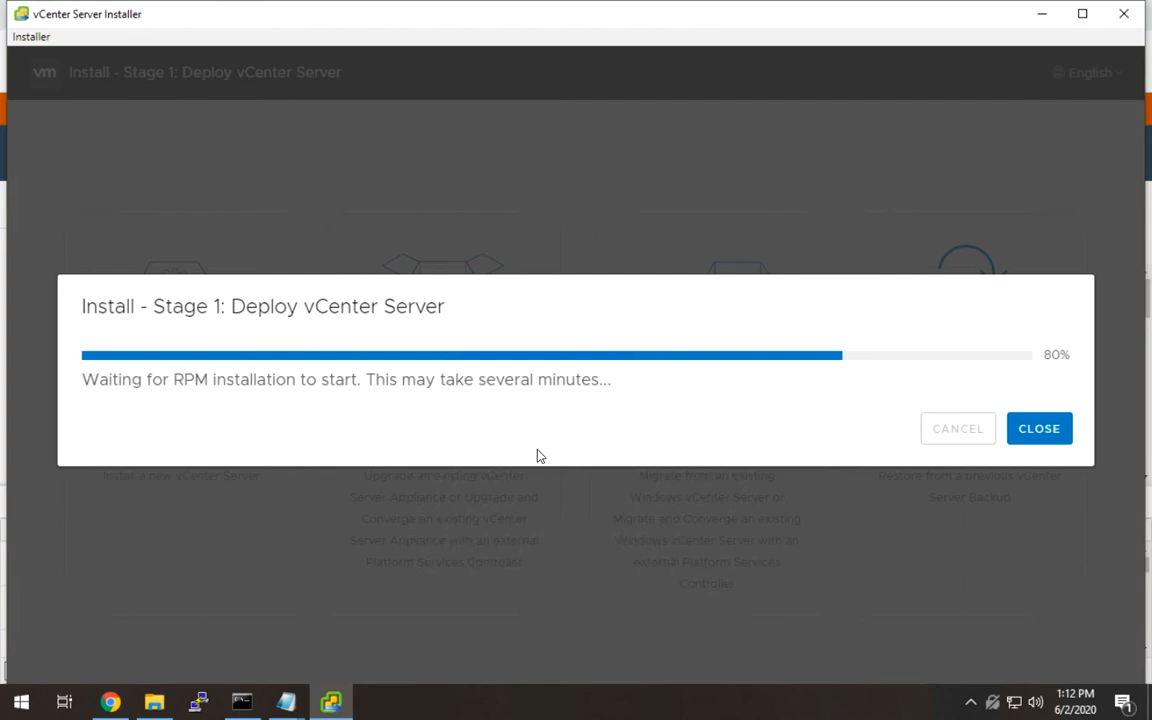 vCenter Server Installer
Installer
vm Install - Stage 1: Deploy vCenter Server
English
Install - Stage 1: Deploy vCenter Server
80%
Waiting for RPM installation to start. This may take several minutes...
CANCEL
CLOSE
Install a new vCenter Server
Upgrade an existing vCenter
Server Appliance or Upgrade and
Converge an existing vCenter
Server Appliance with an external
Platform Services Controller
Migrate from an existing
Windows vCenter Server or
Migrate and Converge an existing
Windows vCenter Server with an
external Platform Services
Controller
Restore from a previous vCenter
Server Backup
1:12 PM
6/2/2020
1